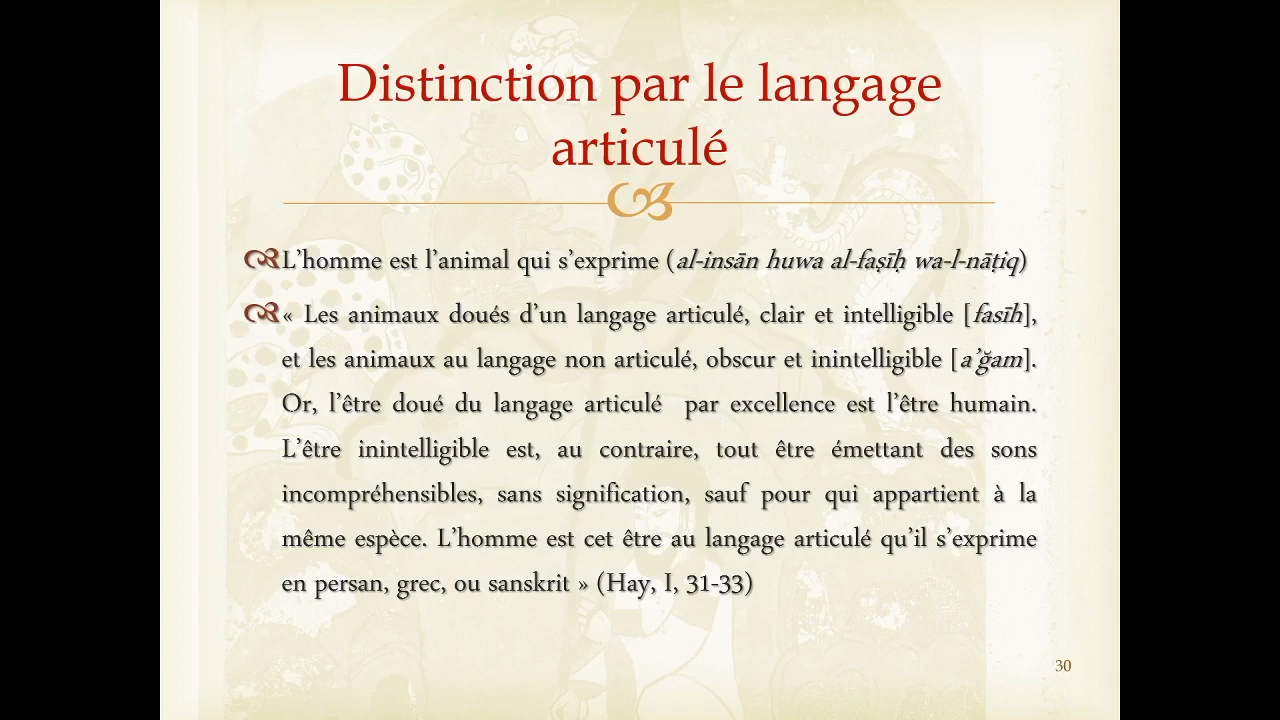 Distinction par le langage
articulé
L’homme est l’animal qui s’exprime (al-insān huwa al-faṣīḥ wa-l-nāṭiq)
« Les animaux doués d’un langage articulé, clair et intelligible [fasīh],
et les animaux au langage non articulé, obscur et inintelligible [a’ğam].
Or, l’être doué du langage articulé par excellence est l’être humain.
L’être inintelligible est, au contraire, tout être émettant des sons
incompréhensibles, sans signification, sauf pour qui appartient à la
même espèce. L’homme est cet être au langage articulé qu’il s’exprime
en persan, grec, ou sanskrit » (Hay, I, 31-33)
30